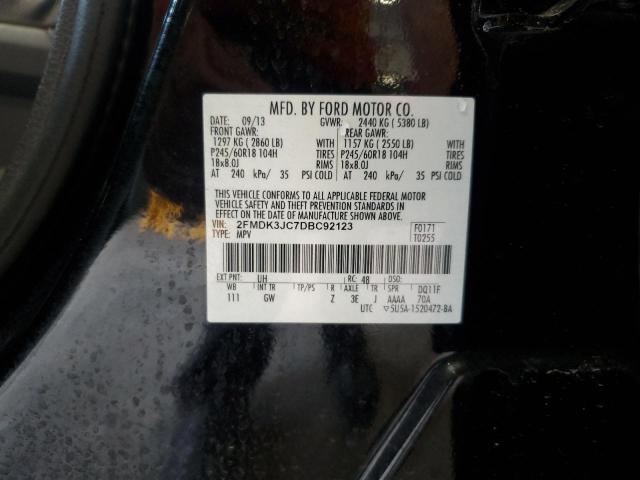 MFD. BY FORD MOTOR CO.
DATE: 09/13 GVWR: 2440 KG ( 5380 LB)
FRONT GAWR: REAR GAWR:
1297 KG ( 2860 LB) WITH 1157 KG ( 2550 LB) WITH
P245/60R18 104H TIRES P245/60R18 104H TIRES
18x8.0J RIMS 18x8.0J RIMS
AT 240 kPa/ 35 PSI COLD AT 240 kPa/ 35 PSI COLD
THIS VEHICLE CONFORMS TO ALL APPLICABLE FEDERAL MOTOR
VEHICLE SAFETY AND THEFT PREVENTION STANDARDS IN
EFFECT ON THE DATE OF MANUFACTURE SHOWN ABOVE.
VIN: 2FMDK3JC7DBC92123 F0171
TYPE: MPV T0255
EXT PNT: UH RC: 48 DSO:
WB INT TR TP/PS R AXLE TR SPR DQ11F
111 GW Z 3E J AAAA 70A
UTC 5U5A-1520472-BA